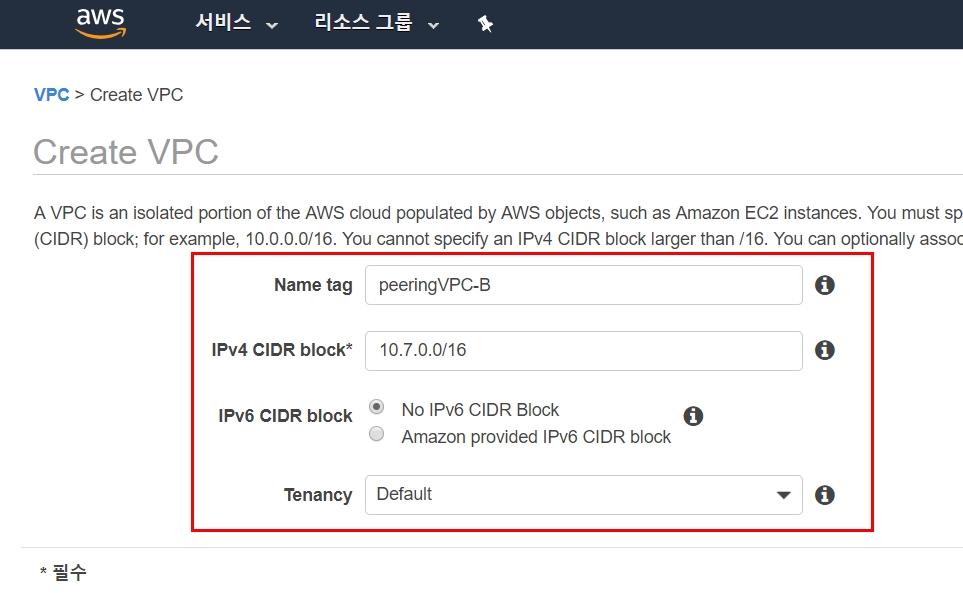 aws 서비스 리소스 그룹
VPC > Create VPC
Create VPC
A VPC is an isolated portion of the AWS cloud populated by AWS objects, such as Amazon EC2 instances. You must sp
(CIDR) block; for example, 10.0.0.0/16. You cannot specify an IPv4 CIDR block larger than /16. You can optionally assoc
Name tag peeringVPC-B
IPv4 CIDR block* 10.7.0.0/16
IPv6 CIDR block No IPv6 CIDR Block
Amazon provided IPv6 CIDR block
Tenancy Default
* 필수